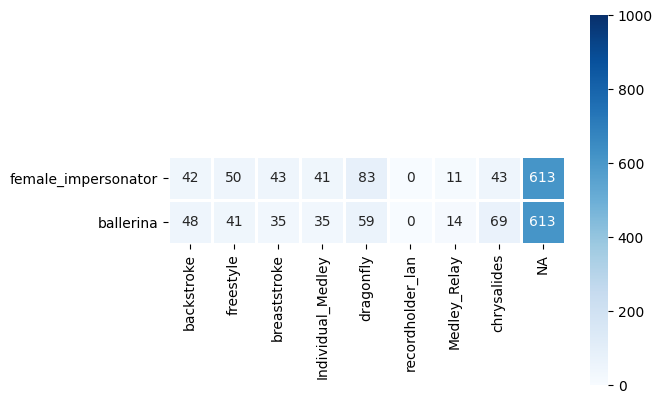 female_impersonator 42 50 43 41 83 0 11 43 613
ballerina 48 41 35 35 59 0 14 69 613
backstroke
freestyle
breaststroke
Individual_Medley
dragonfly
recordholder_lan
Medley_Relay
chrysalides
NA
1000
800
600
400
200
0